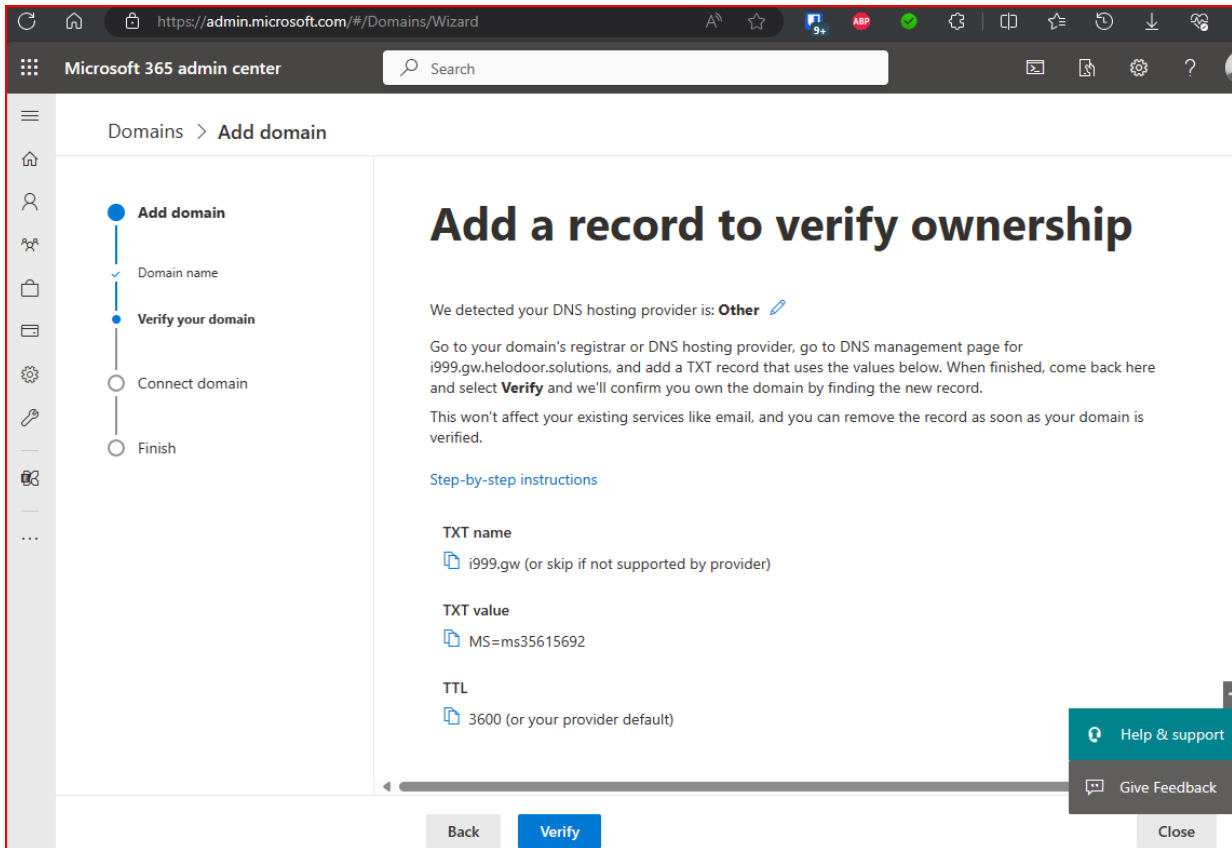 https://admin.microsoft.com/#/Domains/Wizard
A
9+
ABP
Microsoft 365 admin center
Search
?
Domains > Add domain
Add domain
Domain name
Verify your domain
Connect domain
Finish
Add a record to verify ownership
We detected your DNS hosting provider is: Other
Go to your domain's registrar or DNS hosting provider, go to DNS management page for
i999.gw.helodoor.solutions, and add a TXT record that uses the values below. When finished, come back here
and select Verify and we'll confirm you own the domain by finding the new record.
This won't affect your existing services like email, and you can remove the record as soon as your domain is
verified.
Step-by-step instructions
TXT name
i999.gw (or skip if not supported by provider)
TXT value
MS=ms35615692
TTL
3600 (or your provider default)
Help & support
Give Feedback
Back
Verify
Close